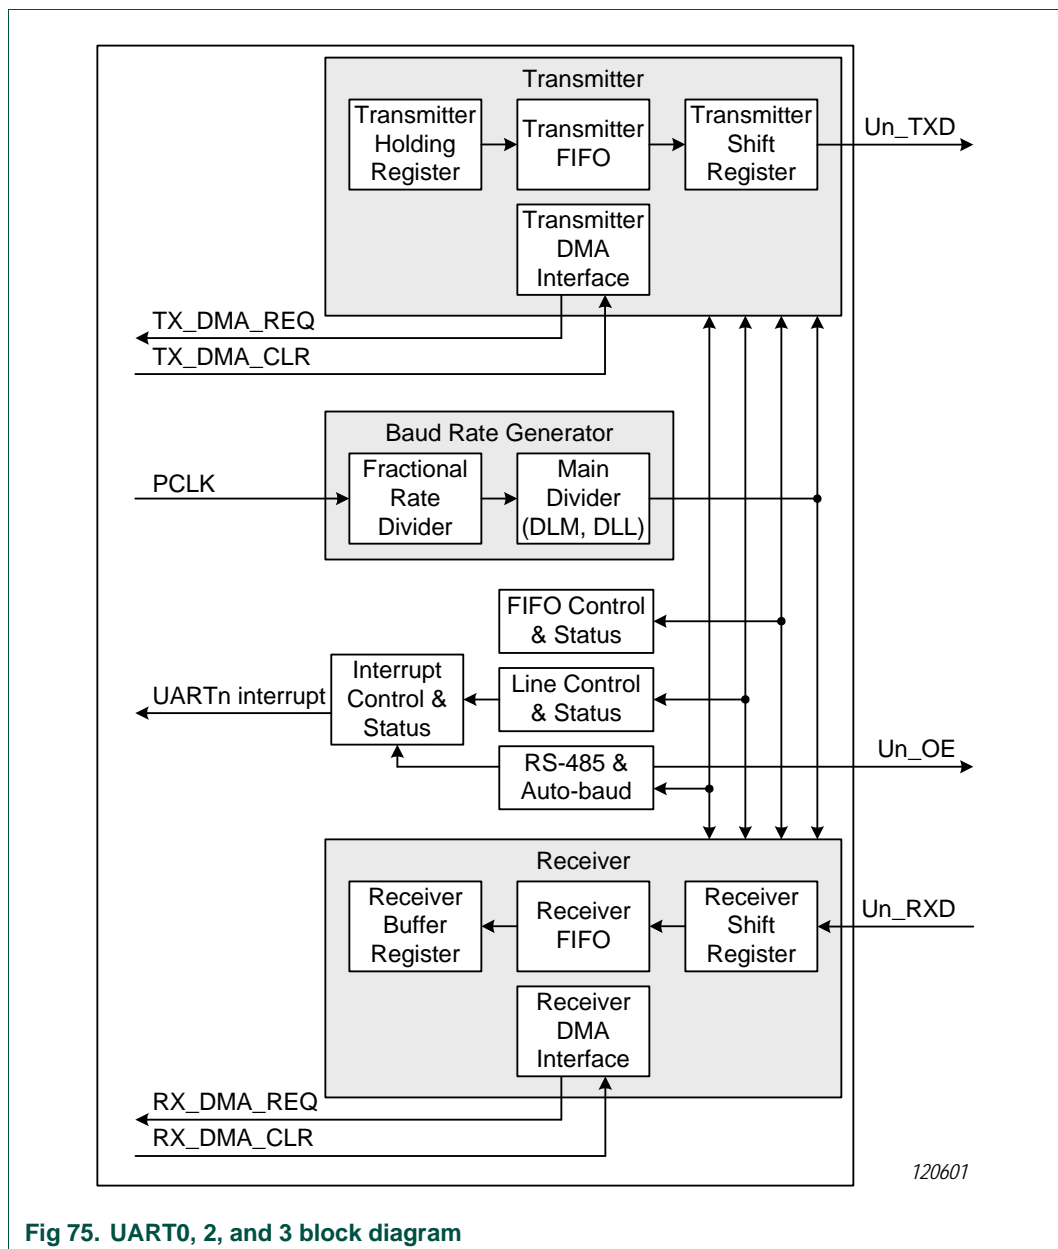 Transmitter
Transmitter
Holding
Register
Transmitter
FIFO
Transmitter
Shift
Register
Un_TXD
Transmitter
DMA
Interface
TX_DMA_REQ
TX_DMA_CLR
Baud Rate Generator
PCLK
Fractional
Rate
Divider
Main
Divider
(DLM, DLL)
FIFO Control
& Status
UARTn interrupt
Interrupt
Control &
Status
Line Control
& Status
RS-485 &
Auto-baud
Un_OE
Receiver
Receiver
Buffer
Register
Receiver
FIFO
Receiver
Shift
Register
Un_RXD
Receiver
DMA
Interface
RX_DMA_REQ
RX_DMA_CLR
120601
Fig 75. UART0, 2, and 3 block diagram